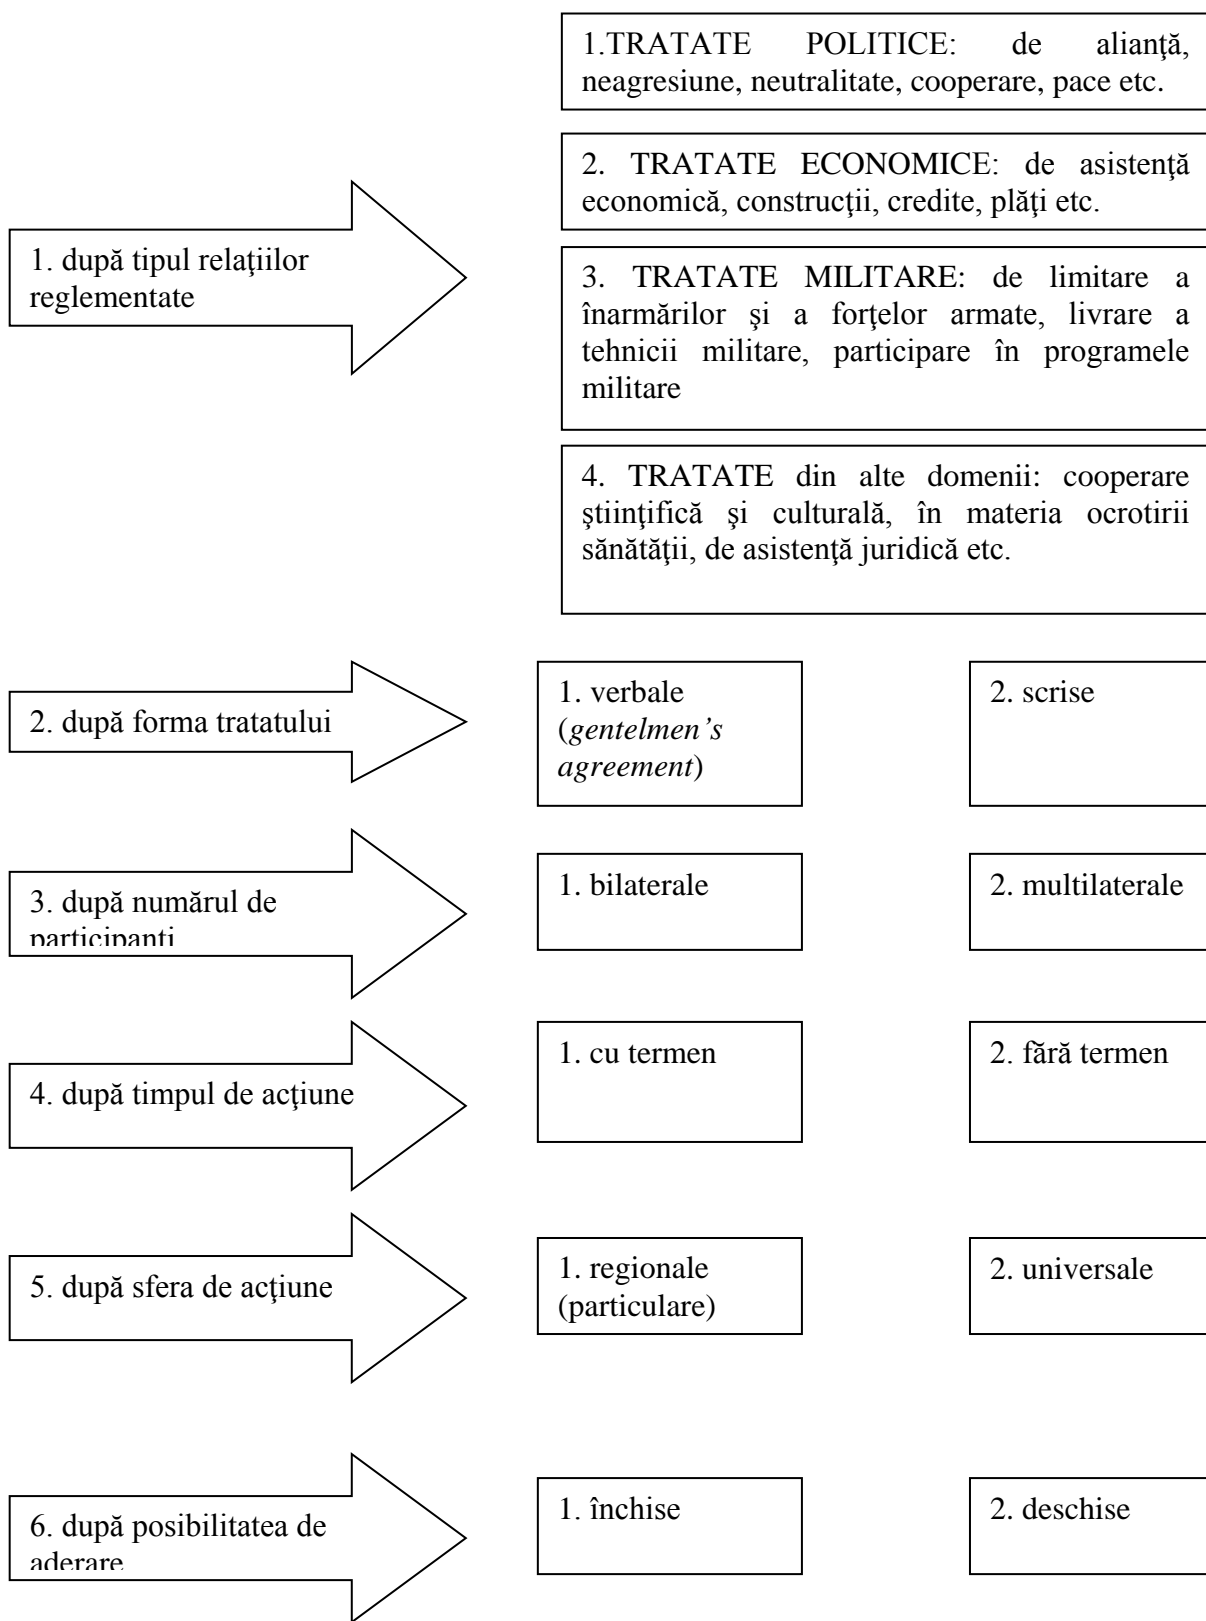 1.TRATATE POLITICE: de alianţă,
neagresiune, neutralitate, cooperare, pace etc.
2. TRATATE ECONOMICE: de asistenţă
economică, construcţii, credite, plăţi etc.
1. după tipul relaţiilor
reglementate
3. TRATATE MILITARE: de limitare a
înarmărilor şi a forţelor armate, livrare a
tehnicii militare, participare în programele
militare
4. TRATATE din alte domenii: cooperare
ştiinţifică şi culturală, în materia ocrotirii
sănătăţii, de asistenţă juridică etc.
2. după forma tratatului
1. verbale
(gentelmen’s
agreement)
2. scrise
3. după numărul de
participanţi
1. bilaterale
2. multilaterale
4. după timpul de acţiune
1. cu termen
2. fără termen
5. după sfera de acţiune
1. regionale
(particulare)
2. universale
6. după posibilitatea de
aderare
1. închise
2. deschise